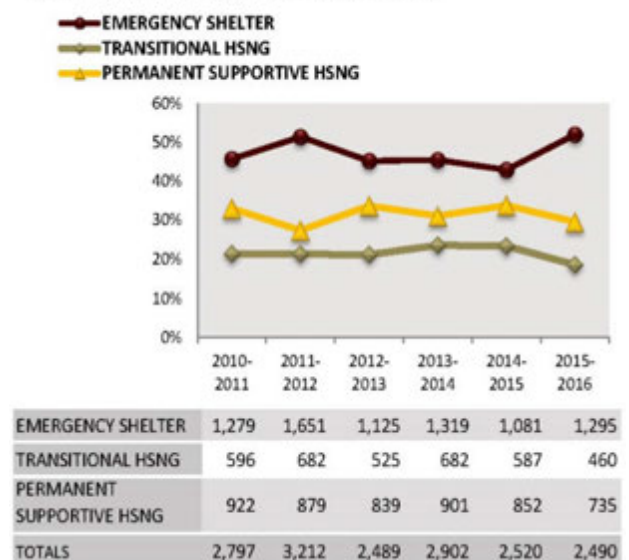 EMERGENCY SHELTER
TRANSITIONAL HSNG
PERMANENT SUPPORTIVE HSNG
60%
50%
40%
30%
20%
10%
0%
2010-2011 2011-2012 2012-2013 2013-2014 2014-2015 2015-2016
EMERGENCY SHELTER 1,279 1,651 1,125 1,319 1,081 1,295
TRANSITIONAL HSNG 596 682 525 682 587 460
PERMANENT SUPPORTIVE HSNG 922 879 839 901 852 735
TOTALS 2,797 3,212 2,489 2,902 2,520 2,490